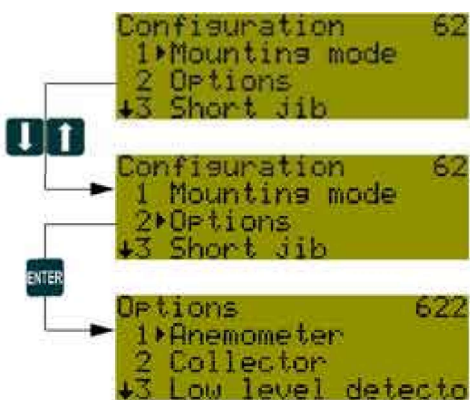 Configuration 62
1▸Mounting mode
2 Options
↓3 Short jib
↓ ↑
Configuration 62
1 Mounting mode
2▸Options
↓3 Short jib
ENTER
Options 622
1▸Anemometer
2 Collector
↓3 Low level detecto